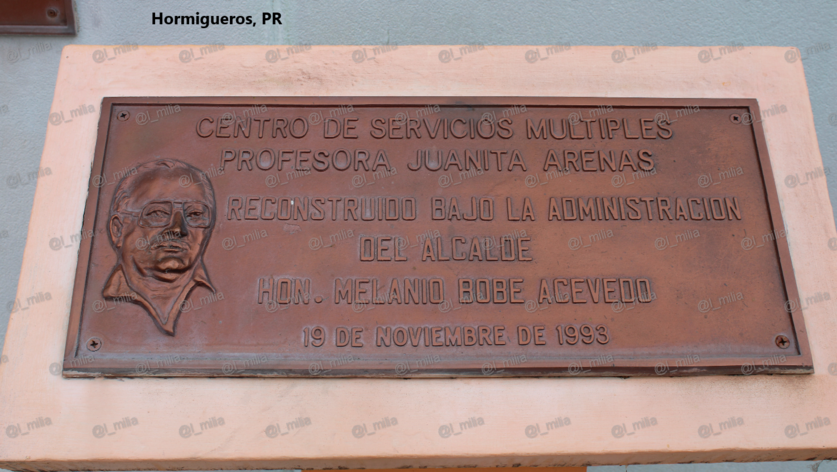 Hormigueros, PR
CENTRO DE SERVICIOS MULTIPLES
PROFESORA JUANITA ARENAS
RECONSTRUIDO BAJO LA ADMINISTRACION
DEL ALCALDE
HON. MELANIO BOBE ACEVEDO
19 DE NOVIEMBRE DE 1993
@l_milia